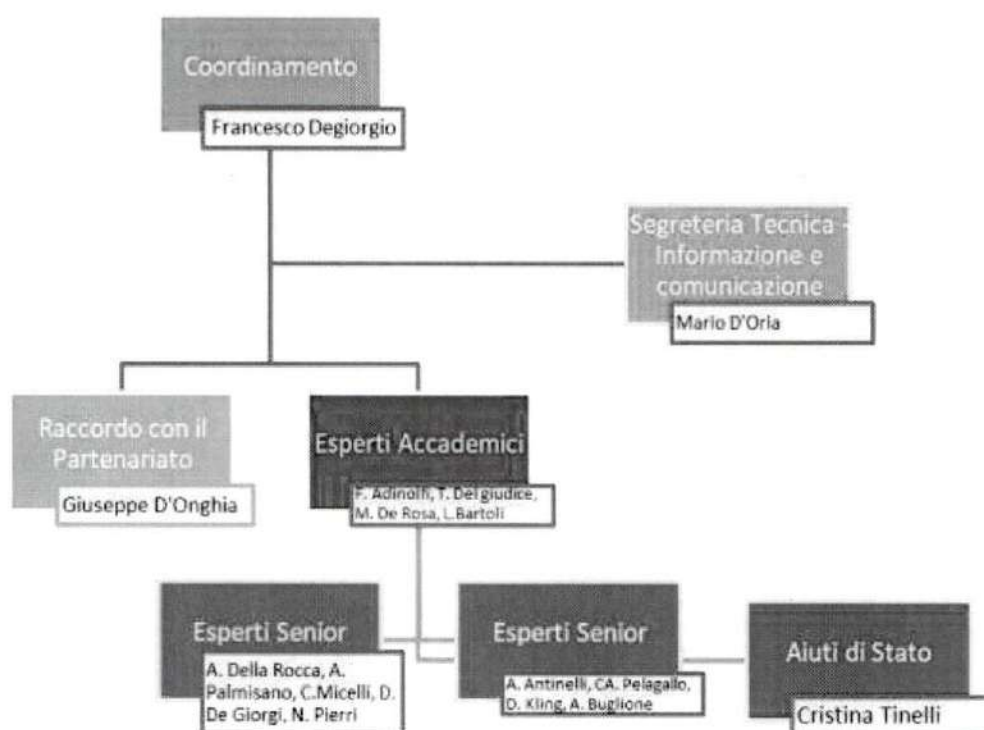 Coordinamento
Francesco Degiorgio
Segreteria Tecnica -
Informazione e
comunicazione
Mario D'Orla
Raccordo con il
Partenariato
Giuseppe D'Onghia
Esperti Accademici
F. Adinolfi, T. Del giudice,
M. De Rosa, L.Bartoli
Esperti Senior
A. Della Rocca, A.
Palmisano, C.Micelli, D.
De Giorgi, N. Pierri
Esperti Senior
A. Antinelli, CA. Pelagallo,
D. Kling, A. Buglione
Aiuti di Stato
Cristina Tinelli